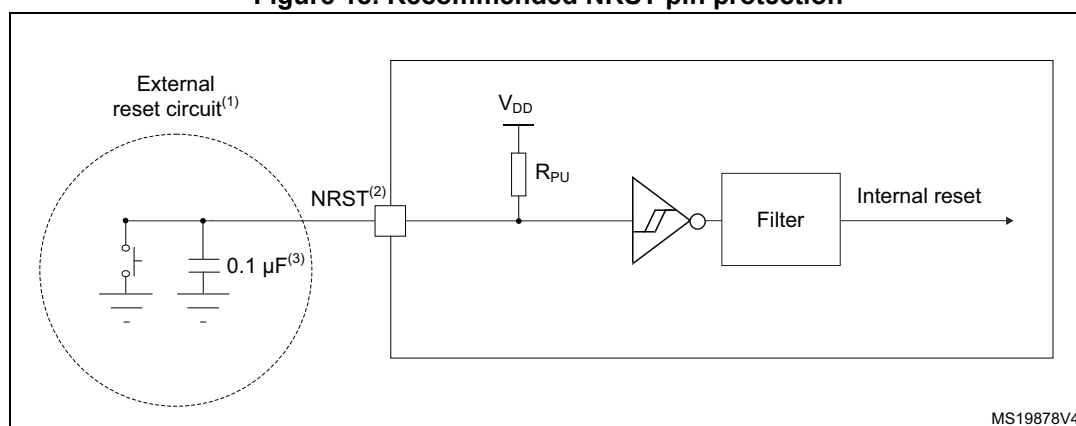 Figure Recommended NRST pin protection
External
reset circuit(1)
VDD
RPU
NRST(2)
Filter
Internal reset
0.1 µF(3)
MS19878V4